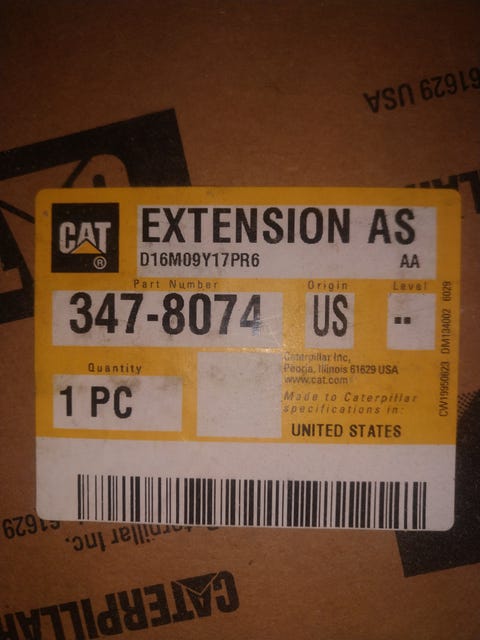 61629 USA
CAT
®
EXTENSION AS
D16M09Y17PR6 AA
Part Number Origin Level
347-8074 US --
Quantity
1 PC
Caterpillar Inc,
Peoria, Illinois 61629 USA
www.cat.com
Made to Caterpillar
specifications in:
UNITED STATES
CW19950623 DM134002 6029
Caterpillar Inc.
61629
CATERPILLAR